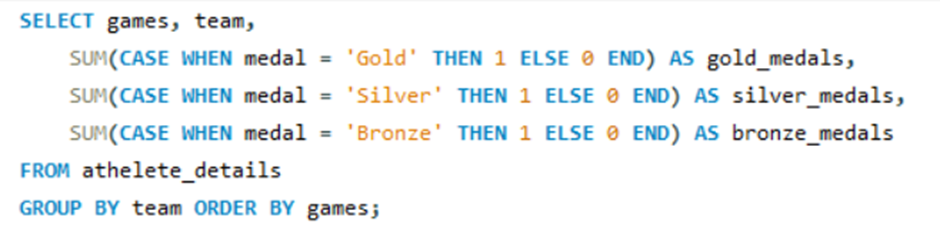 SELECT games, team,
SUM(CASE WHEN medal = 'Gold' THEN 1 ELSE 0 END) AS gold_medals,
SUM(CASE WHEN medal = 'Silver' THEN 1 ELSE 0 END) AS silver_medals,
SUM(CASE WHEN medal = 'Bronze' THEN 1 ELSE 0 END) AS bronze_medals
FROM athelete_details
GROUP BY team ORDER BY games;